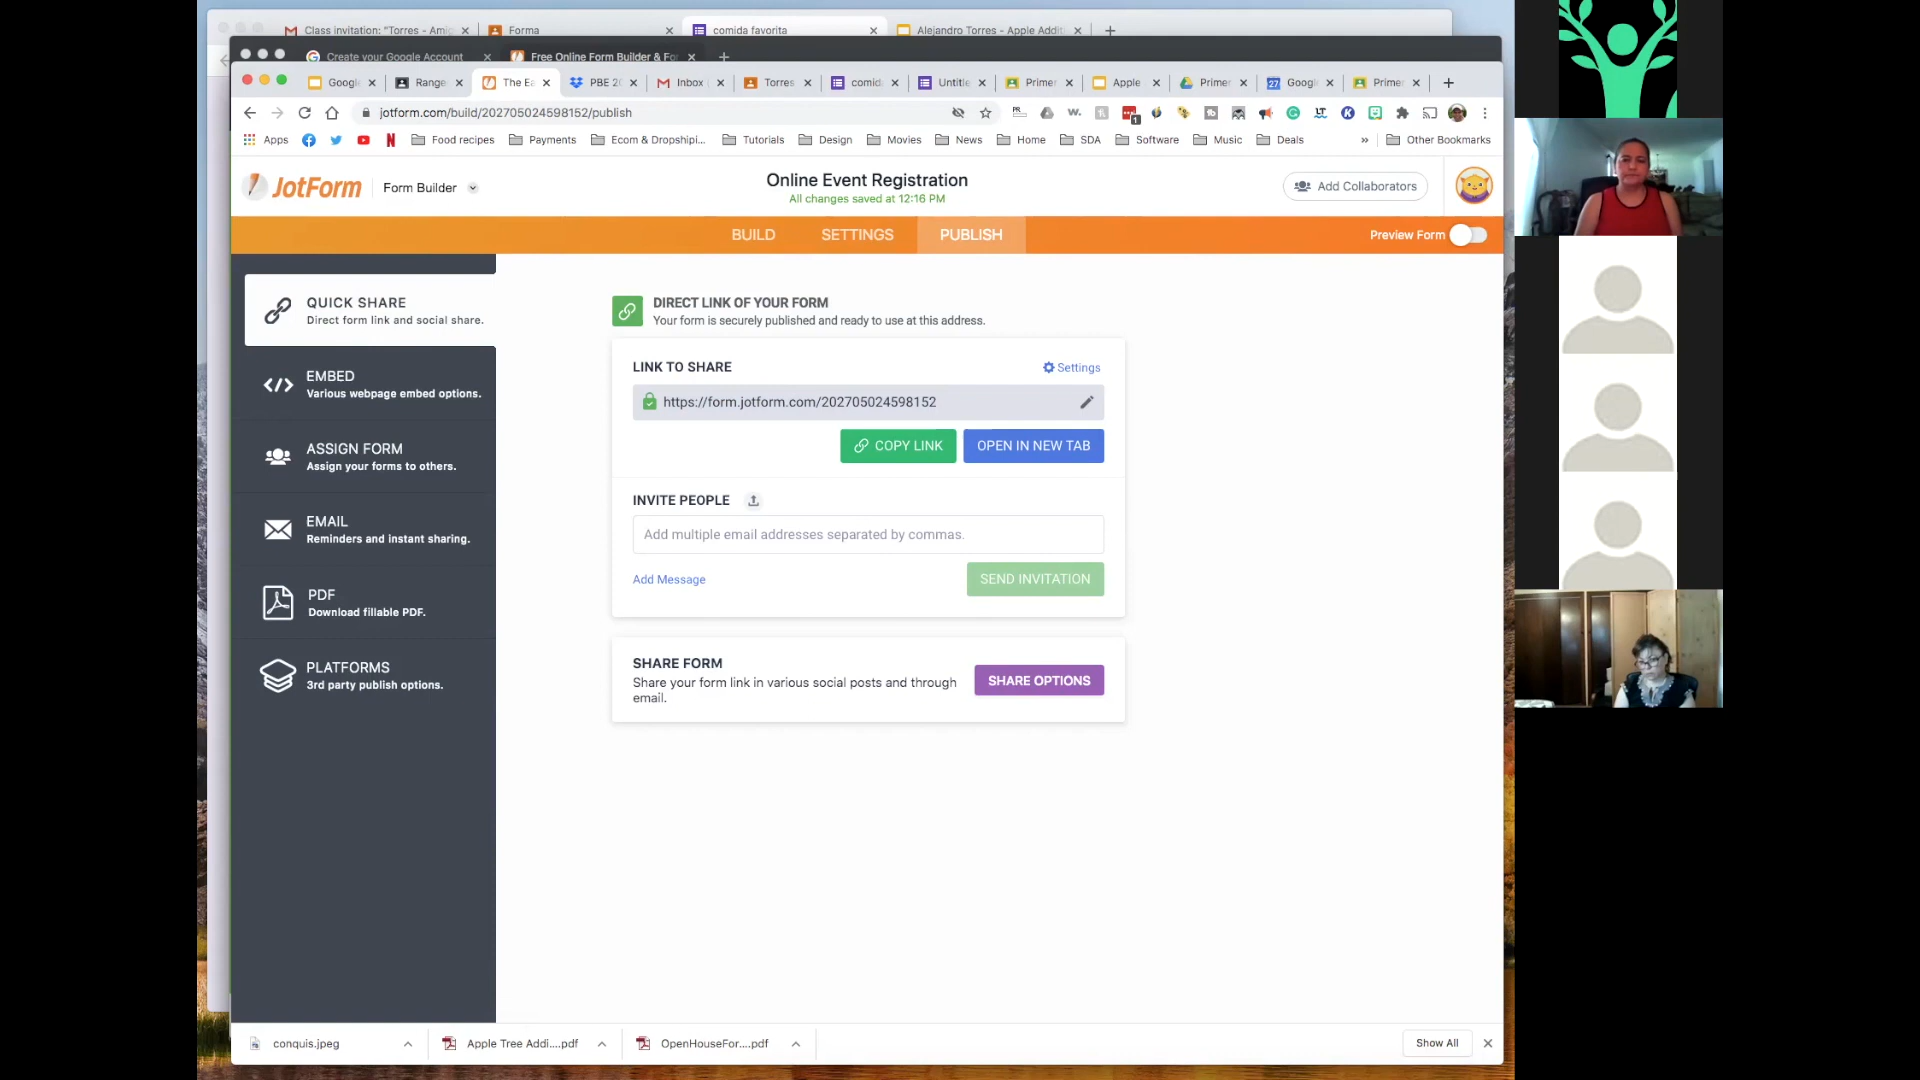 Class invitation: "Torres - Ami
Forma
comida favorita
Alejandro Torres - Apple Addit
Create your Google Account
Free Online Form Builder & Fo
Google
Range
The Ea
PBE 20
Inbox
Torres
comid
Untitle
Primer
Apple
Primer
Googl
Primer
jotform.com/build/202705024598152/publish
Apps
Food recipes
Payments
Ecom & Dropshipi...
Tutorials
Design
Movies
News
Home
SDA
Software
Music
Deals
»
Other Bookmarks
JotForm
Form Builder
Online Event Registration
All changes saved at 12:16 PM
Add Collaborators
BUILD
SETTINGS
PUBLISH
Preview Form
QUICK SHARE
Direct form link and social share.
EMBED
Various webpage embed options.
ASSIGN FORM
Assign your forms to others.
EMAIL
Reminders and instant sharing.
PDF
Download fillable PDF.
PLATFORMS
3rd party publish options.
DIRECT LINK OF YOUR FORM
Your form is securely published and ready to use at this address.
LINK TO SHARE
Settings
https://form.jotform.com/202705024598152
COPY LINK
OPEN IN NEW TAB
INVITE PEOPLE
Add multiple email addresses separated by commas.
Add Message
SEND INVITATION
SHARE FORM
Share your form link in various social posts and through
email.
SHARE OPTIONS
conquis.jpeg
Apple Tree Addi....pdf
OpenHouseFor....pdf
Show All